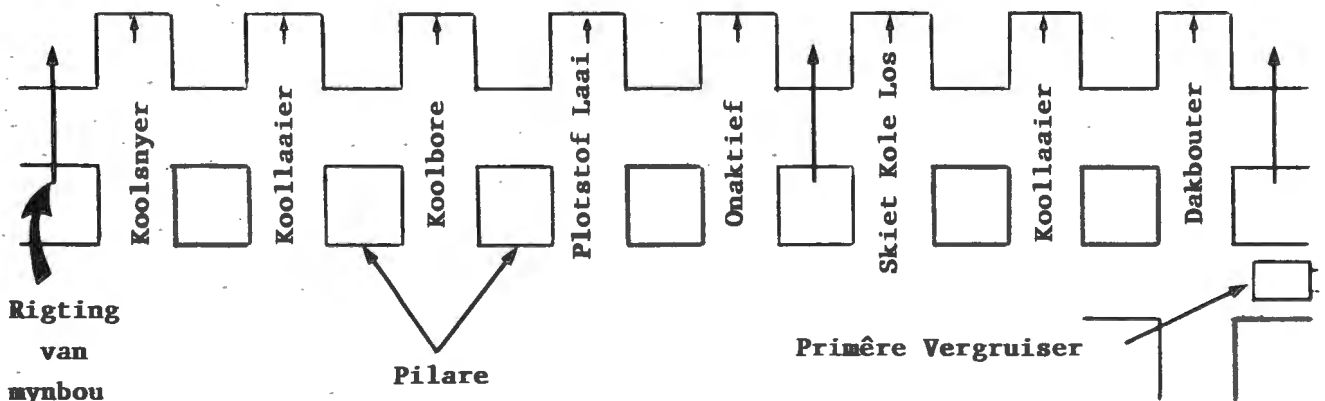 Koolsnyer
Koollaaier
Koolbore
Plotstof Laai
Onaktief
Skiet Kole Los
Koollaaier
Dakbouter
Rigting
van
mynbou
Pilare
Primêre Vergruiser